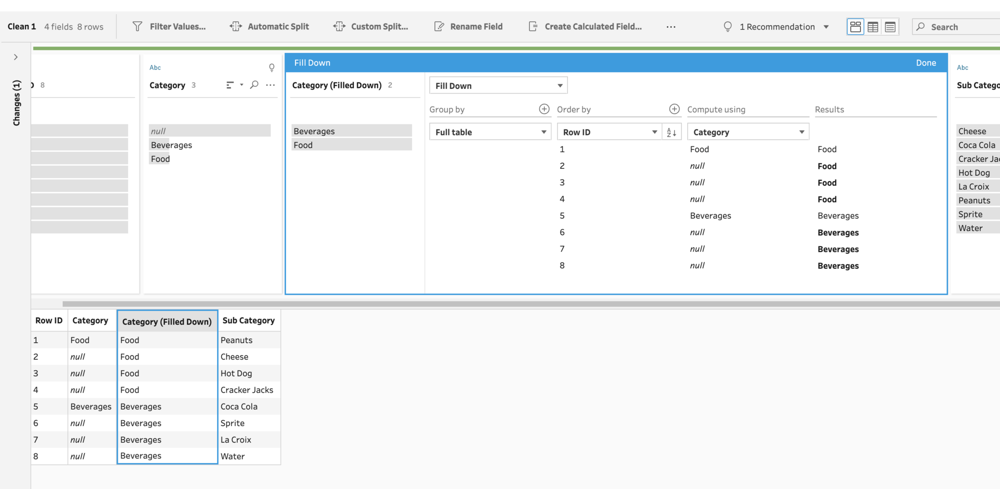 Clean 1 4 fields 8 rows Filter Values... Automatic Split Custom Split... Rename Field Create Calculated Field... ... 1 Recommendation Search
Changes (1)
8
Abc
Category 3 ...
null
Beverages
Food
Fill Down Done
Category (Filled Down) 2
Beverages
Food
Fill Down
Group by Order by Compute using Results
Full table Row ID AZ Category
1 Food Food
2 null Food
3 null Food
4 null Food
5 Beverages Beverages
6 null Beverages
7 null Beverages
8 null Beverages
Abc
Sub Catego
Cheese
Coca Cola
Cracker Ja
Hot Dog
La Croix
Peanuts
Sprite
Water
Row ID Category Category (Filled Down) Sub Category
1 Food Food Peanuts
2 null Food Cheese
3 null Food Hot Dog
4 null Food Cracker Jacks
5 Beverages Beverages Coca Cola
6 null Beverages Sprite
7 null Beverages La Croix
8 null Beverages Water